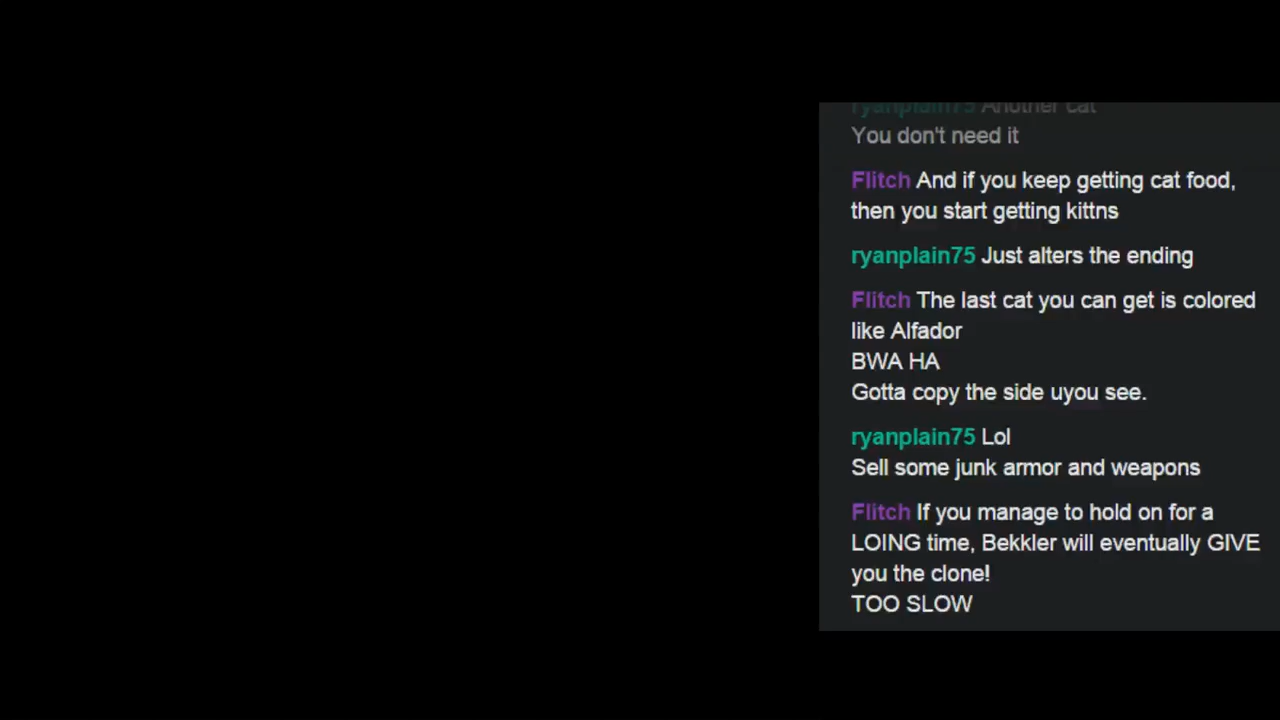 ryanplain75 Another cat
You don't need it
Flitch And if you keep getting cat food,
then you start getting kittns
ryanplain75 Just alters the ending
Flitch The last cat you can get is colored
like Alfador
BWA HA
Gotta copy the side uyou see.
ryanplain75 Lol
Sell some junk armor and weapons
Flitch If you manage to hold on for a
LOING time, Bekkler will eventually GIVE
you the clone!
TOO SLOW